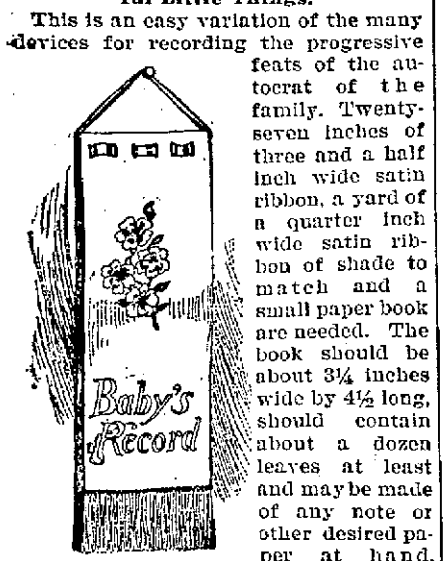 ful Little Things.
This is an easy variation of the many
devices for recording the progressive
feats of the au-
tocrat of the
family. Twenty-
seven inches of
three and a half
inch wide satin
ribbon, a yard of
a quarter inch
wide satin rib-
bon of shade to
match and a
small paper book
are needed. The
book should be
about 3¼ inches
wide by 4½ long,
should contain
about a dozen
leaves at least
and may be made
of any note or
other desired pa-
per at hand.
Baby's
Record